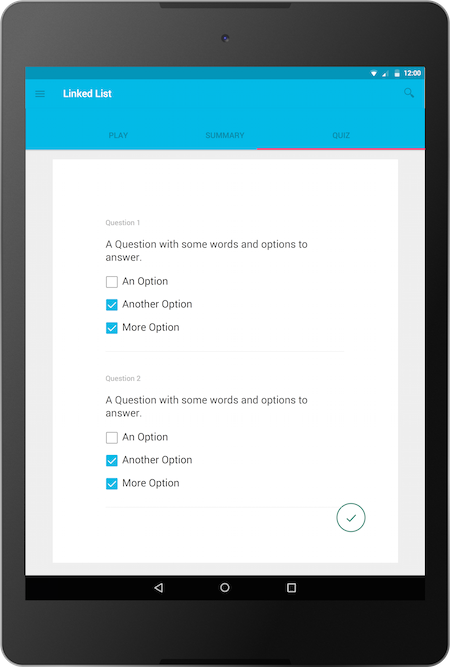 12:00
Linked List
PLAY SUMMARY QUIZ
Question 1
A Question with some words and options to
answer.
An Option
Another Option
More Option
Question 2
A Question with some words and options to
answer.
An Option
Another Option
More Option